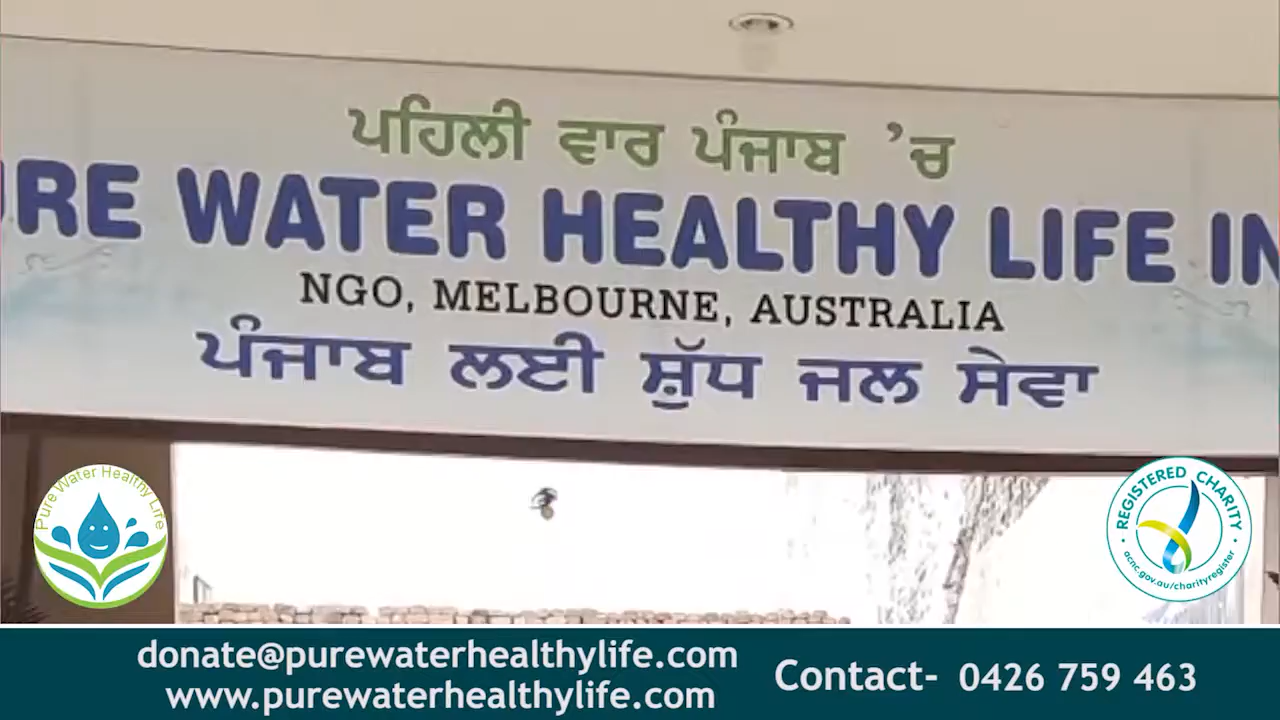 ਪਹਿਲੀ ਵਾਰ ਪੰਜਾਬ ’ਚ
URE WATER HEALTHY LIFE IN
NGO, MELBOURNE, AUSTRALIA
ਪੰਜਾਬ ਲਈ ਸ਼ੁੱਧ ਜਲ ਸੇਵਾ
Pure Water Healthy Life
REGISTERED CHARITY
acnc.gov.au/charityregister
donate@purewaterhealthylife.com
www.purewaterhealthylife.com
Contact- 0426 759 463